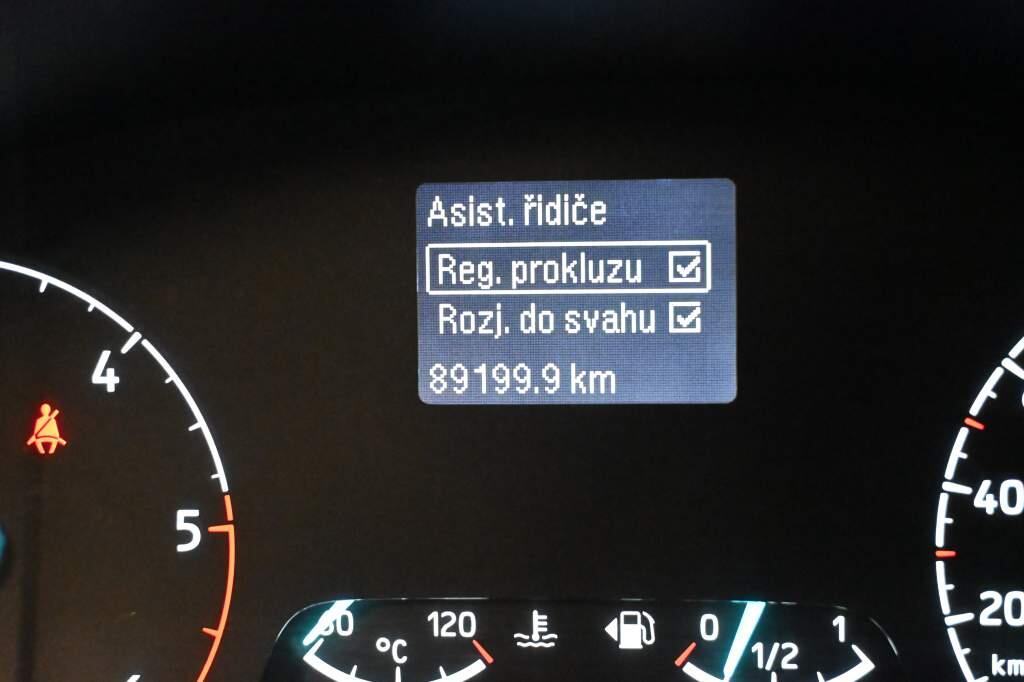 Asist. řidiče
Reg. prokluzu
Rozj. do svahu
89199.9 km
4
5
40
20
km
120
°C
0
1/2
1